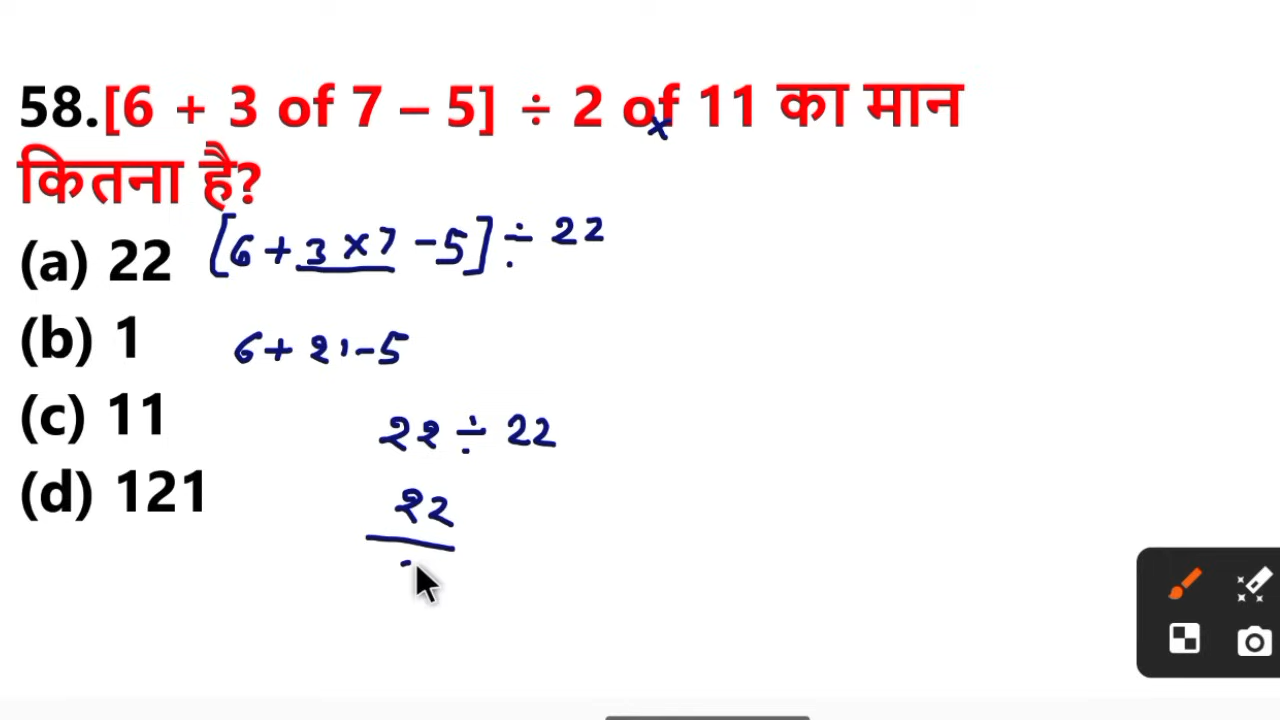 58.[6 + 3 of 7 – 5] ÷ 2 of 11 का मान
कितना है?
x
(a) 22
[6 + 3 x 7 - 5] ÷ 22
(b) 1
6 + 21 - 5
(c) 11
22 ÷ 22
(d) 121
22